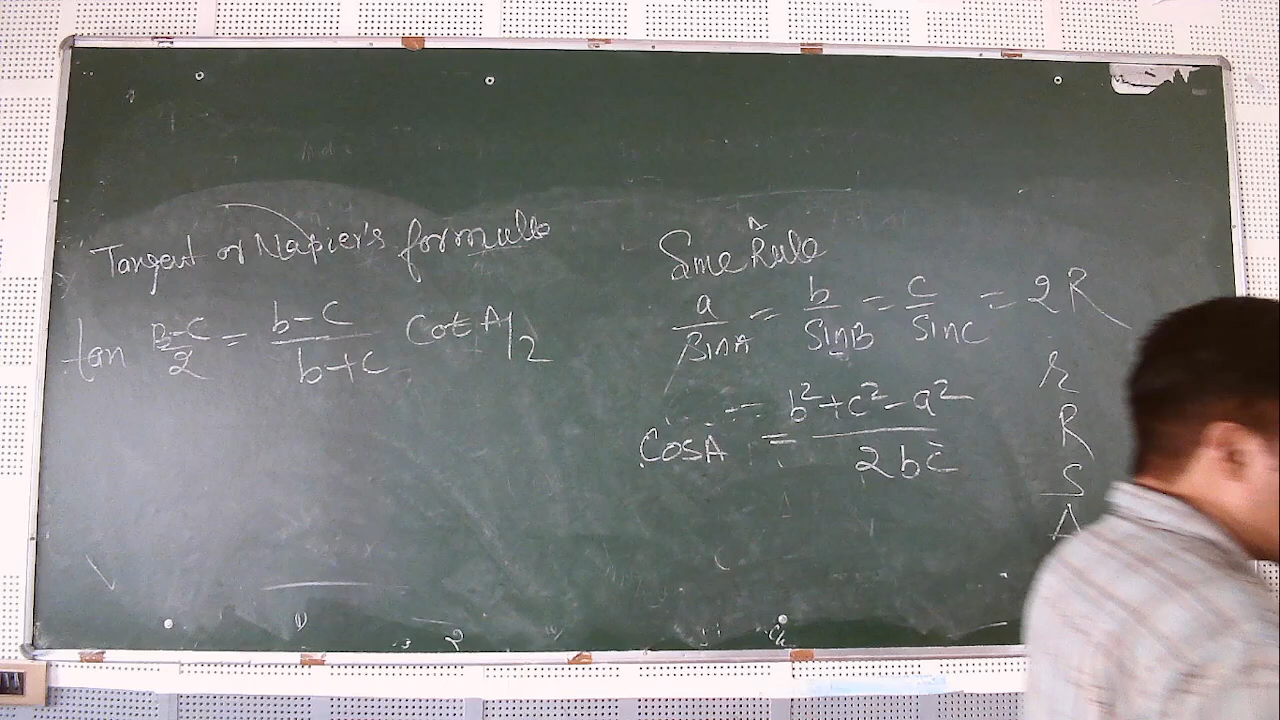 Tangent or Napier's formula
tan B-C/2 = b-c/b+c Cot A/2
Sine Rule
a/SinA = b/SinB = c/SinC = 2R
CosA = b²+c²-a²/2bc
r
R
S
Δ
2